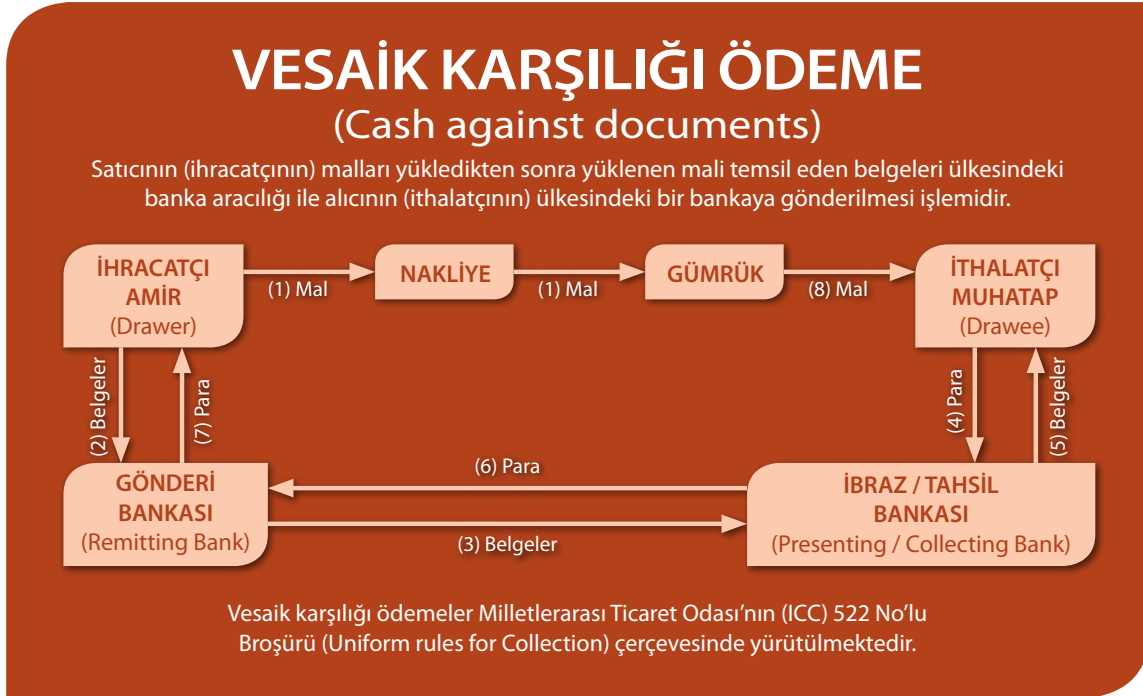 VESAİK KARŞILIĞI ÖDEME
(Cash against documents)
Satıcının (ihracatçının) malları yükledikten sonra yüklenen mali temsil eden belgeleri ülkesindeki
banka aracılığı ile alıcının (ithalatçının) ülkesindeki bir bankaya gönderilmesi işlemidir.
İHRACATÇI
AMİR
(Drawer)
(1) Mal
NAKLİYE
(1) Mal
GÜMRÜK
(8) Mal
İTHALATÇI
MUHATAP
(Drawee)
(2) Belgeler
(7) Para
(4) Para
(5) Belgeler
GÖNDERİ
BANKASI
(Remitting Bank)
(6) Para
(3) Belgeler
İBRAZ / TAHSİL
BANKASI
(Presenting / Collecting Bank)
Vesaik karşılığı ödemeler Milletlerarası Ticaret Odası’nın (ICC) 522 No’lu
Broşürü (Uniform rules for Collection) çerçevesinde yürütülmektedir.